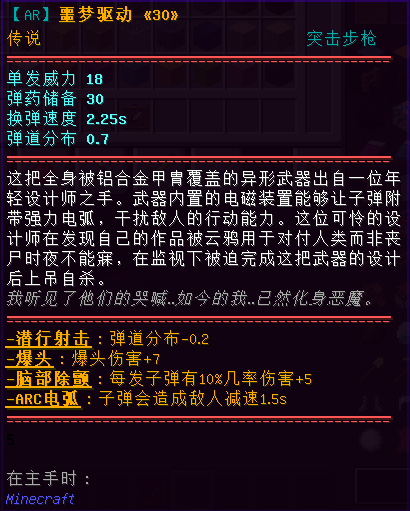 【AR】噩梦驱动 «30»
传说 突击步枪
单发威力 18
弹药储备 30
换弹速度 2.25s
弹道分布 0.7
这把全身被铝合金甲胄覆盖的异形武器出自一位年
轻设计师之手。武器内置的电磁装置能够让子弹附
带强力电弧，干扰敌人的行动能力。这位可怜的设
计师在发现自己的作品被云鸦用于对付人类而非丧
尸时夜不能寐，在监视下被迫完成这把武器的设计
后上吊自杀。
我听见了他们的哭喊..如今的我..已然化身恶魔。
-潜行射击：弹道分布-0.2
-爆头：爆头伤害+7
-脑部除颤：每发子弹有10%几率伤害+5
-ARC电弧：子弹会造成敌人减速1.5s
5
在主手时：
Minecraft